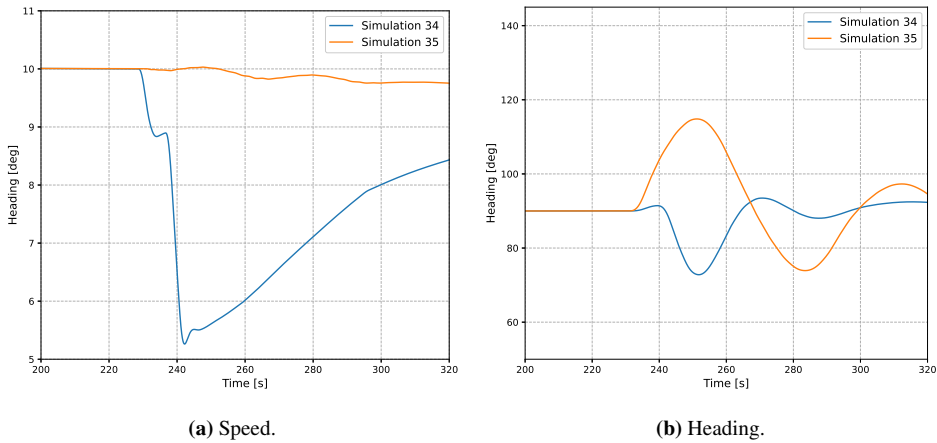 11
10
9
8
7
6
5
Heading [deg]
200 220 240 260 280 300 320
Time [s]
Simulation 34
Simulation 35
(a) Speed.
140
120
100
80
60
Heading [deg]
200 220 240 260 280 300 320
Time [s]
Simulation 34
Simulation 35
(b) Heading.